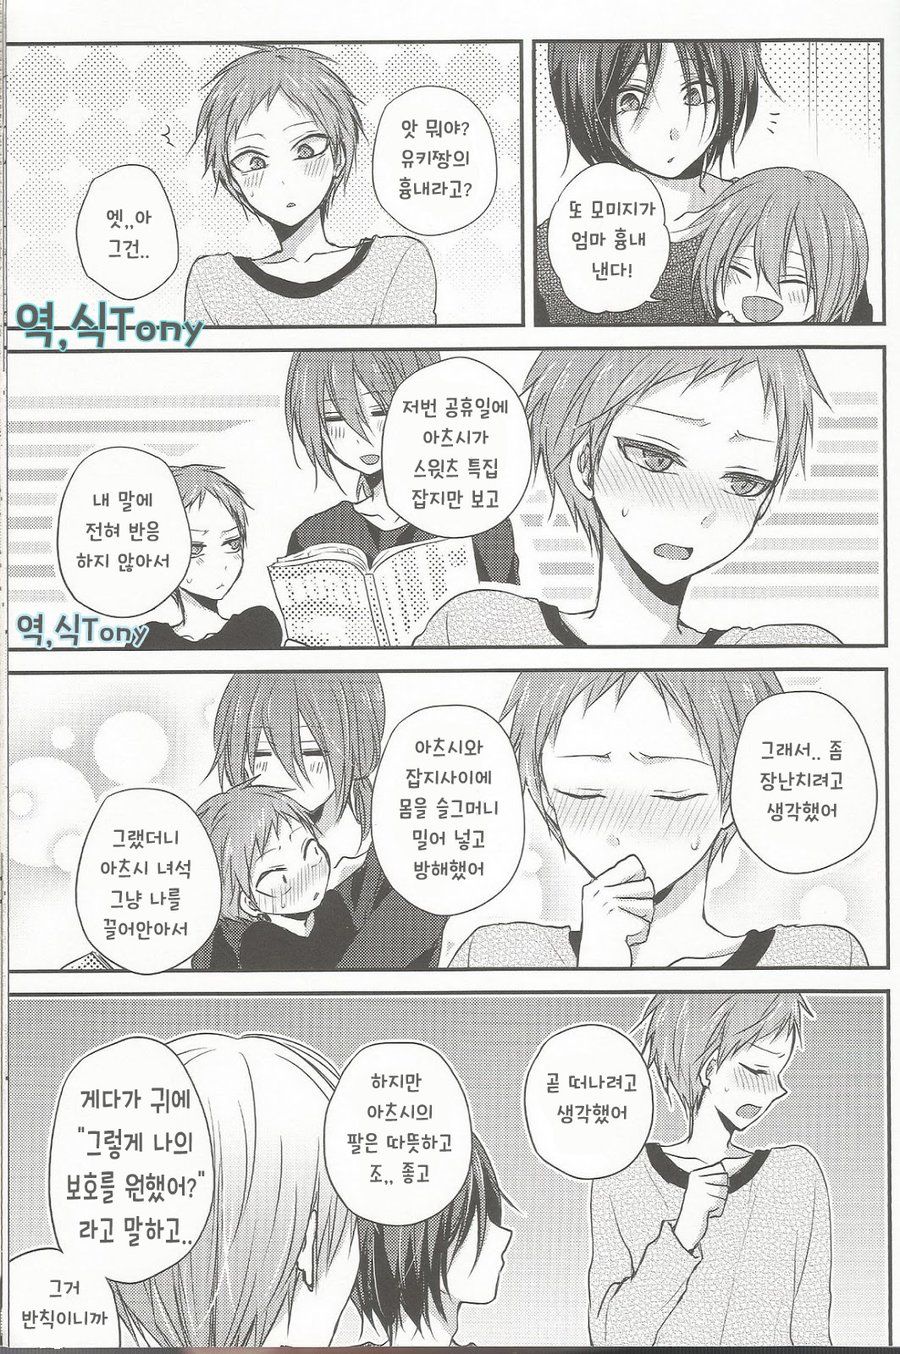 또 모미지가
엄마 흉내
낸다!
앗 뭐야?
유키짱의
흉내라고?
엣,,아
그건..
역,식Tony
저번 공휴일에
아츠시가
스윗츠 특집
잡지만 보고
내 말에
전혀 반응
하지 않아서
역,식Tony
그래서.. 좀
장난치려고
생각했어
아츠시와
잡지사이에
몸을 슬그머니
밀어 넣고
방해했어
그랬더니
아츠시 녀석
그냥 나를
끌어안아서
곧 떠나려고
생각했어
하지만
아츠시의
팔은 따뜻하고
조,, 좋고
게다가 귀에
"그렇게 나의
보호를 원했어?"
라고 말하고..
그거
반칙이니까